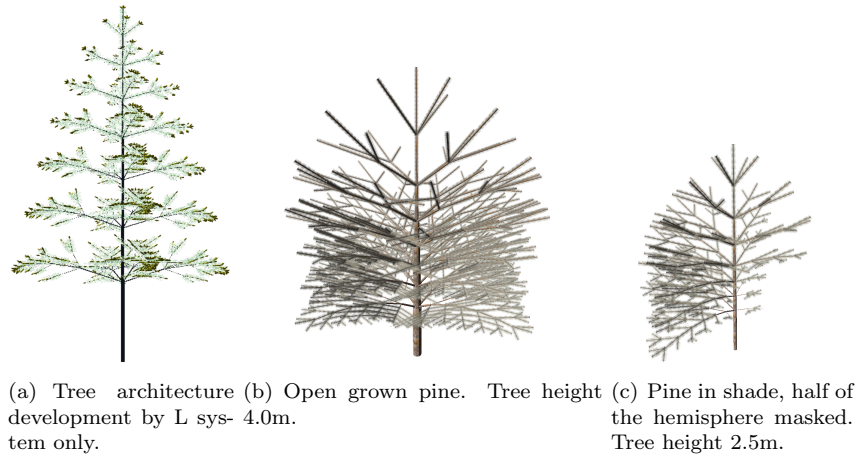 (a) Tree architecture
development by L sys-
tem only.
(b) Open grown pine. Tree height
4.0m.
(c) Pine in shade, half of
the hemisphere masked.
Tree height 2.5m.